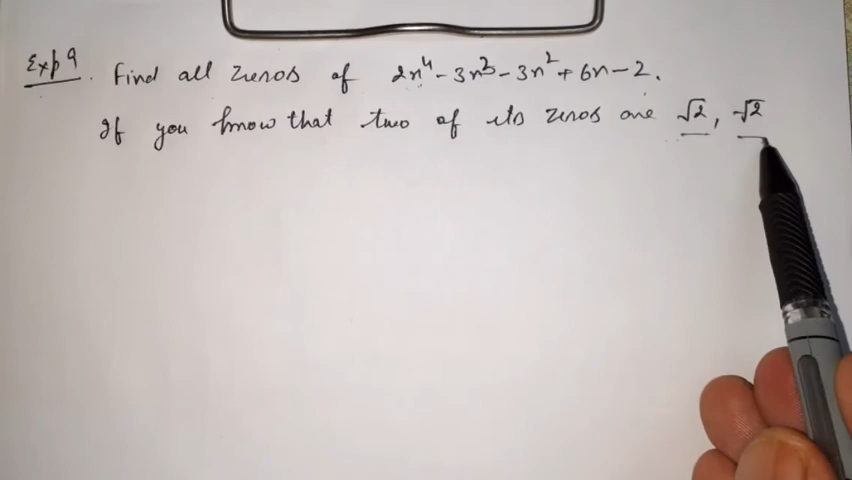 Exp 9. Find all zeros of 2x⁴ - 3x³ - 3x² + 6x - 2.
If you know that two of its zeros are √2, -√2